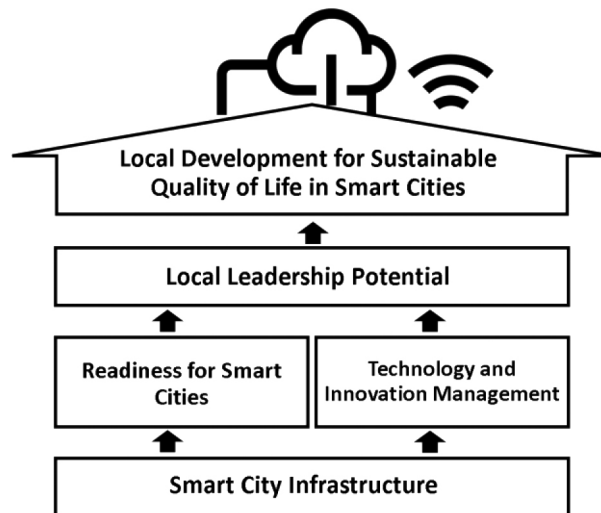 Local Development for Sustainable
Quality of Life in Smart Cities
Local Leadership Potential
Readiness for Smart
Cities
Technology and
Innovation Management
Smart City Infrastructure